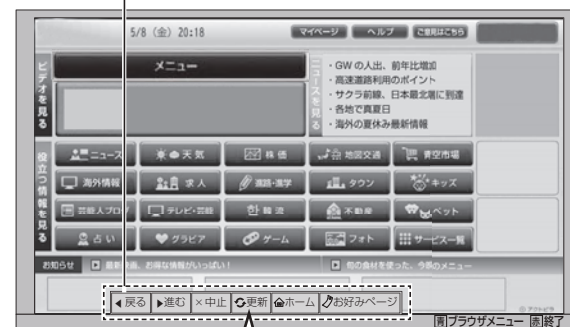 5/8（金）20:18
マイページ ヘルプ ご意見はこちら
ビデオを見る
メニュー
ニュースを見る
・GWの人出、前年比増加
・高速道路利用のポイント
・サクラ前線、日本最北端に到達
・各地で真夏日
・海外の夏休み最新情報
役立つ情報を見る
ニュース 天気 株価 地図交通 青空市場
海外情報 求人 進路・進学 タウン キッズ
芸能人ブログ テレビ・芸能 韓流 不動産 ペット
占い グラビア ゲーム フォト サービス一覧
お知らせ 最新映画、お得な情報がいっぱい！ 旬の食材を使った、今節のメニュー
戻る 進む ×中止 更新 ホーム お好みページ
青 ブラウザメニュー 赤 終了